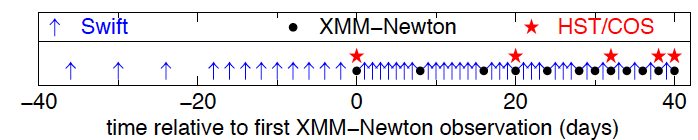 ↑ Swift ● XMM−Newton ★ HST/COS
−40 −20 0 20 40
time relative to first XMM−Newton observation (days)